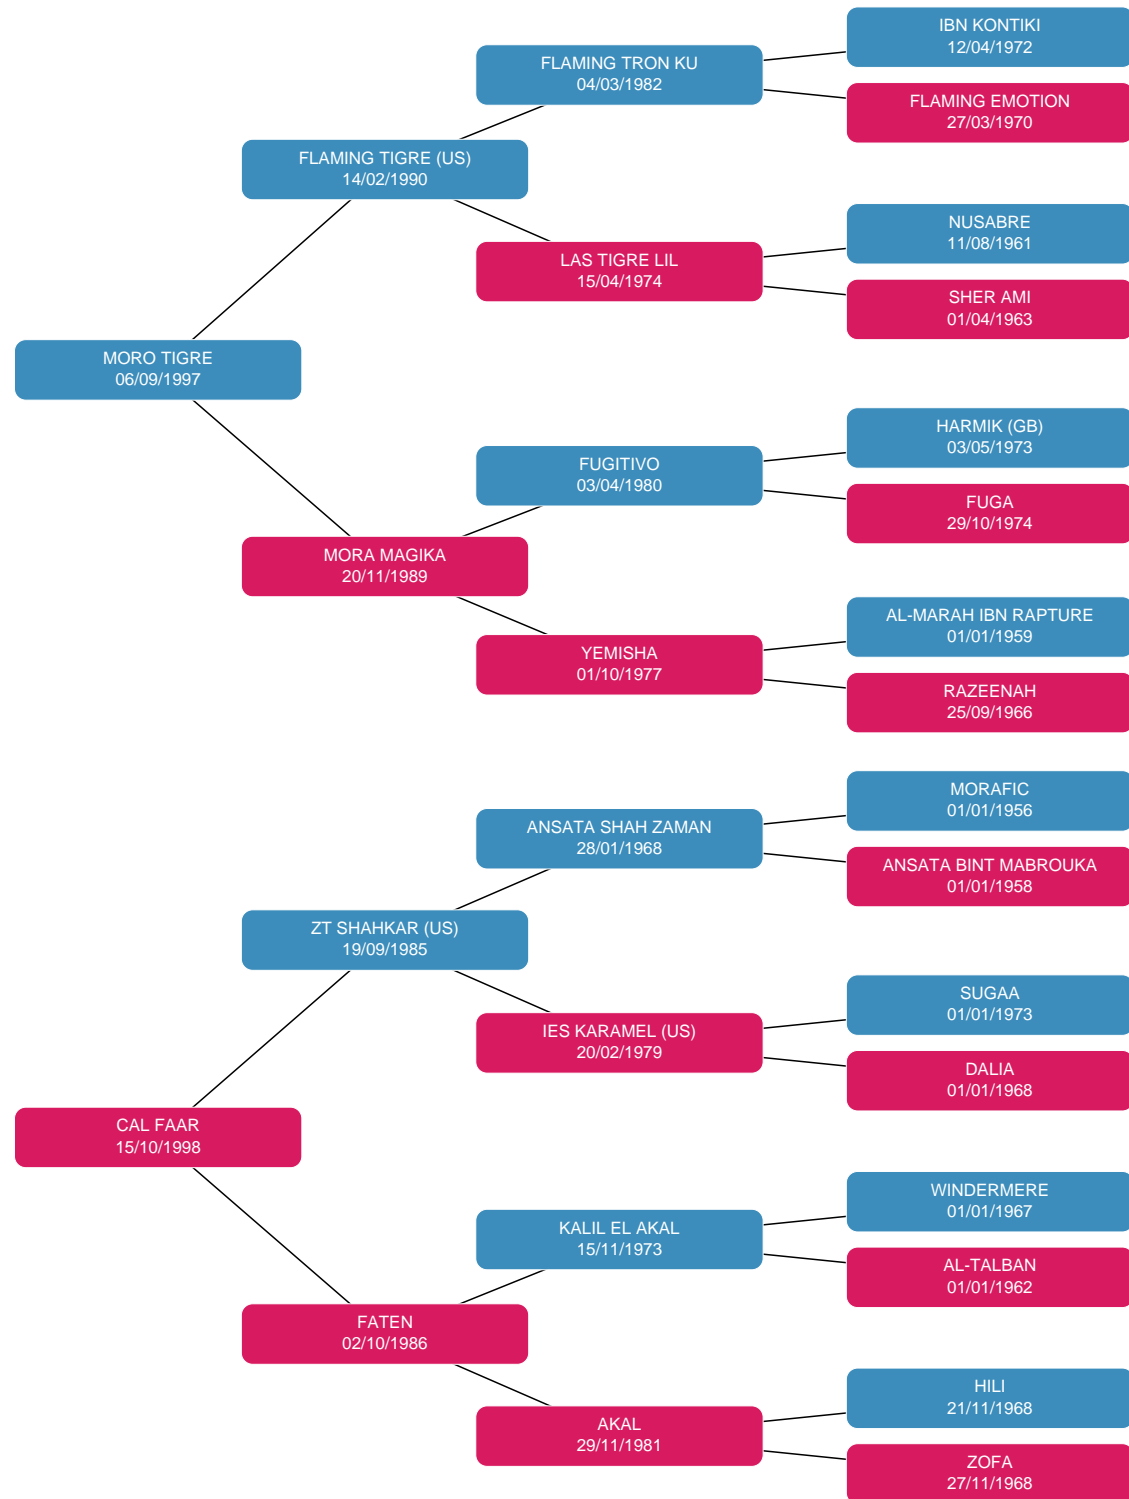 IBN KONTIKI
12/04/1972
FLAMING TRON KU
04/03/1982
FLAMING EMOTION
27/03/1970
FLAMING TIGRE (US)
14/02/1990
NUSABRE
11/08/1961
LAS TIGRE LIL
15/04/1974
SHER AMI
01/04/1963
MORO TIGRE
06/09/1997
HARMIK (GB)
03/05/1973
FUGITIVO
03/04/1980
FUGA
29/10/1974
MORA MAGIKA
20/11/1989
AL-MARAH IBN RAPTURE
01/01/1959
YEMISHA
01/10/1977
RAZEENAH
25/09/1966
MORAFIC
01/01/1956
ANSATA SHAH ZAMAN
28/01/1968
ANSATA BINT MABROUKA
01/01/1958
ZT SHAHKAR (US)
19/09/1985
SUGAA
01/01/1973
IES KARAMEL (US)
20/02/1979
DALIA
01/01/1968
CAL FAAR
15/10/1998
WINDERMERE
01/01/1967
KALIL EL AKAL
15/11/1973
AL-TALBAN
01/01/1962
FATEN
02/10/1986
HILI
21/11/1968
AKAL
29/11/1981
ZOFA
27/11/1968